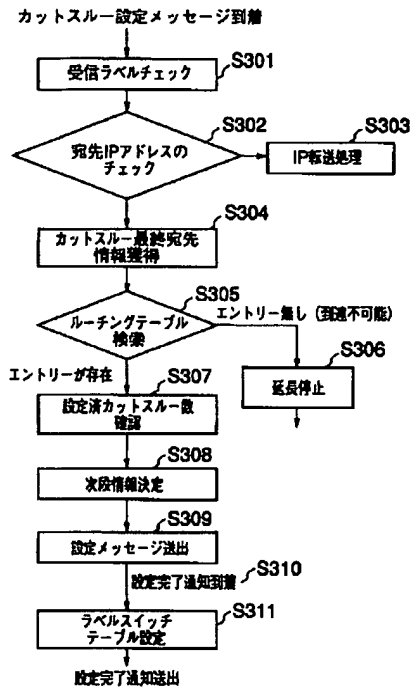 カットスルー設定メッセージ到着
S301
受信ラベルチェック
S302
宛先IPアドレスの
チェック
S303
IP転送処理
S304
カットスルー最終宛先
情報獲得
S305
ルーチングテーブル
検索
エントリー無し(到達不可能)
S306
延長停止
エントリーが存在
S307
設定済カットスルー数
確認
S308
次段情報決定
S309
設定メッセージ送出
設定完了通知到着
S310
S311
ラベルスイッチ
テーブル設定
設定完了通知送出